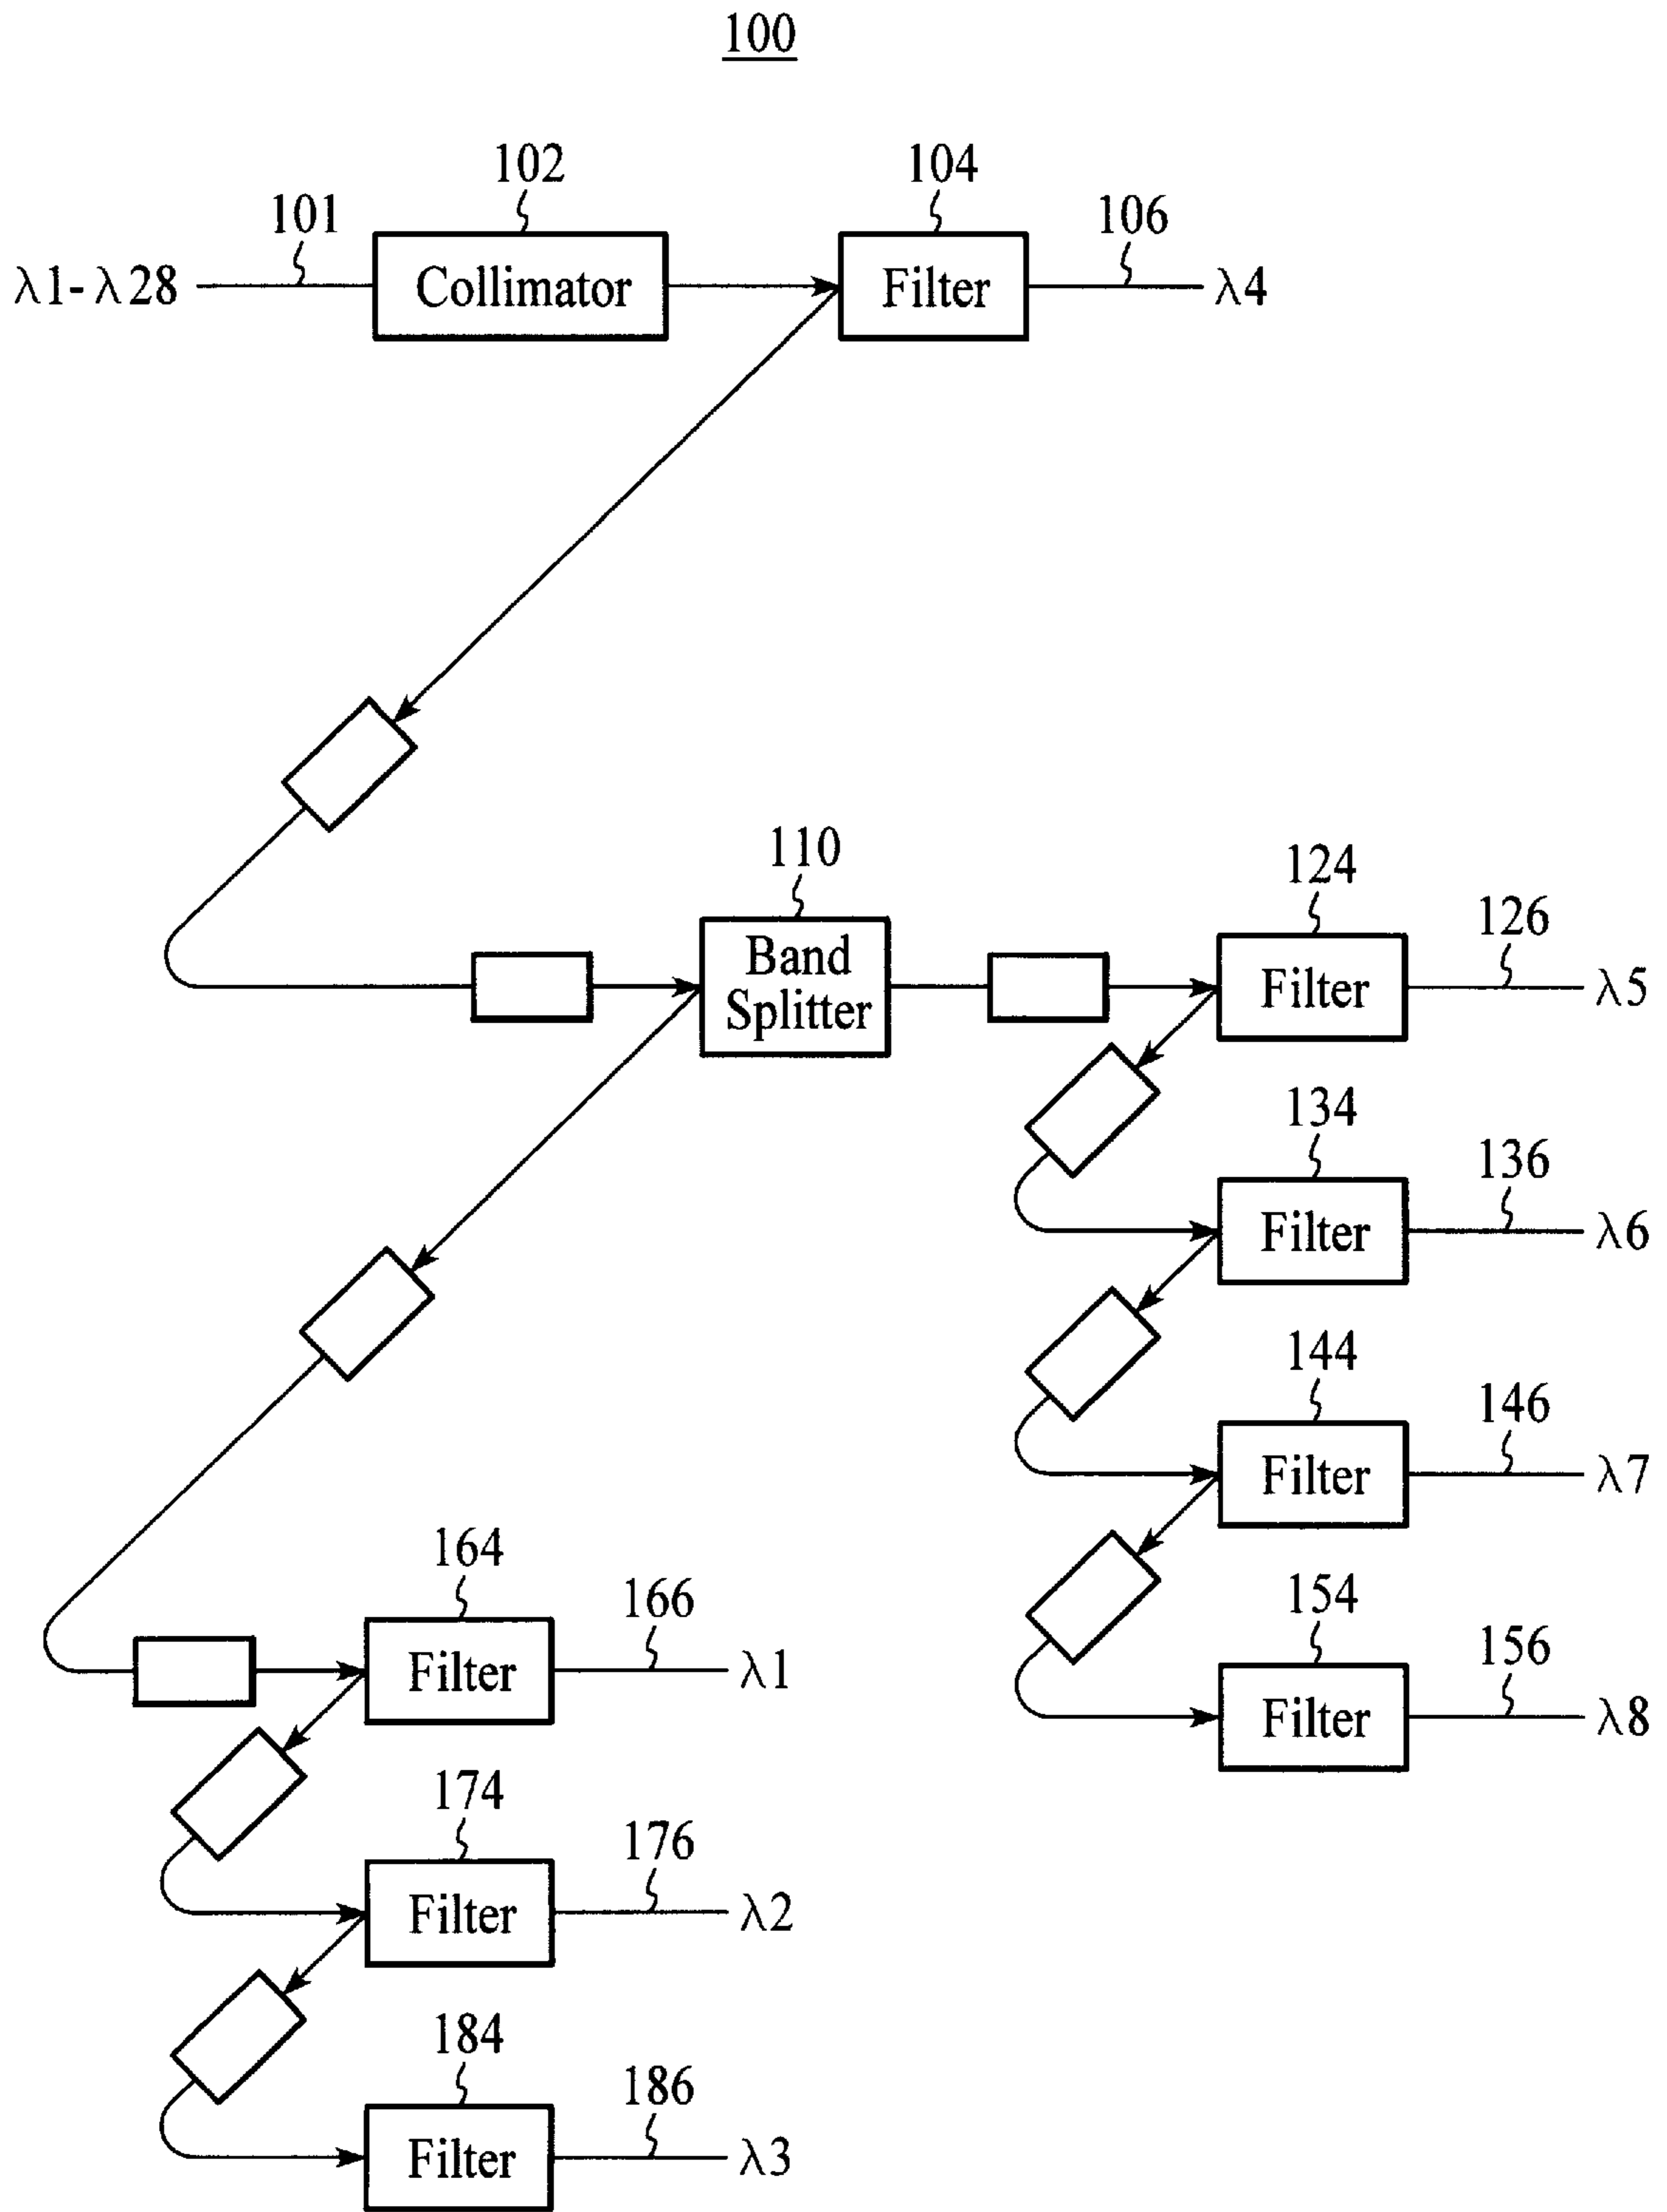 100
102
104
101
106
λ1- λ28
Collimator
Filter
λ4
110
124
126
Band
Splitter
Filter
λ5
134
136
Filter
λ6
144
146
Filter
λ7
164
166
Filter
λ1
154
156
Filter
λ8
174
176
Filter
λ2
184
186
Filter
λ3